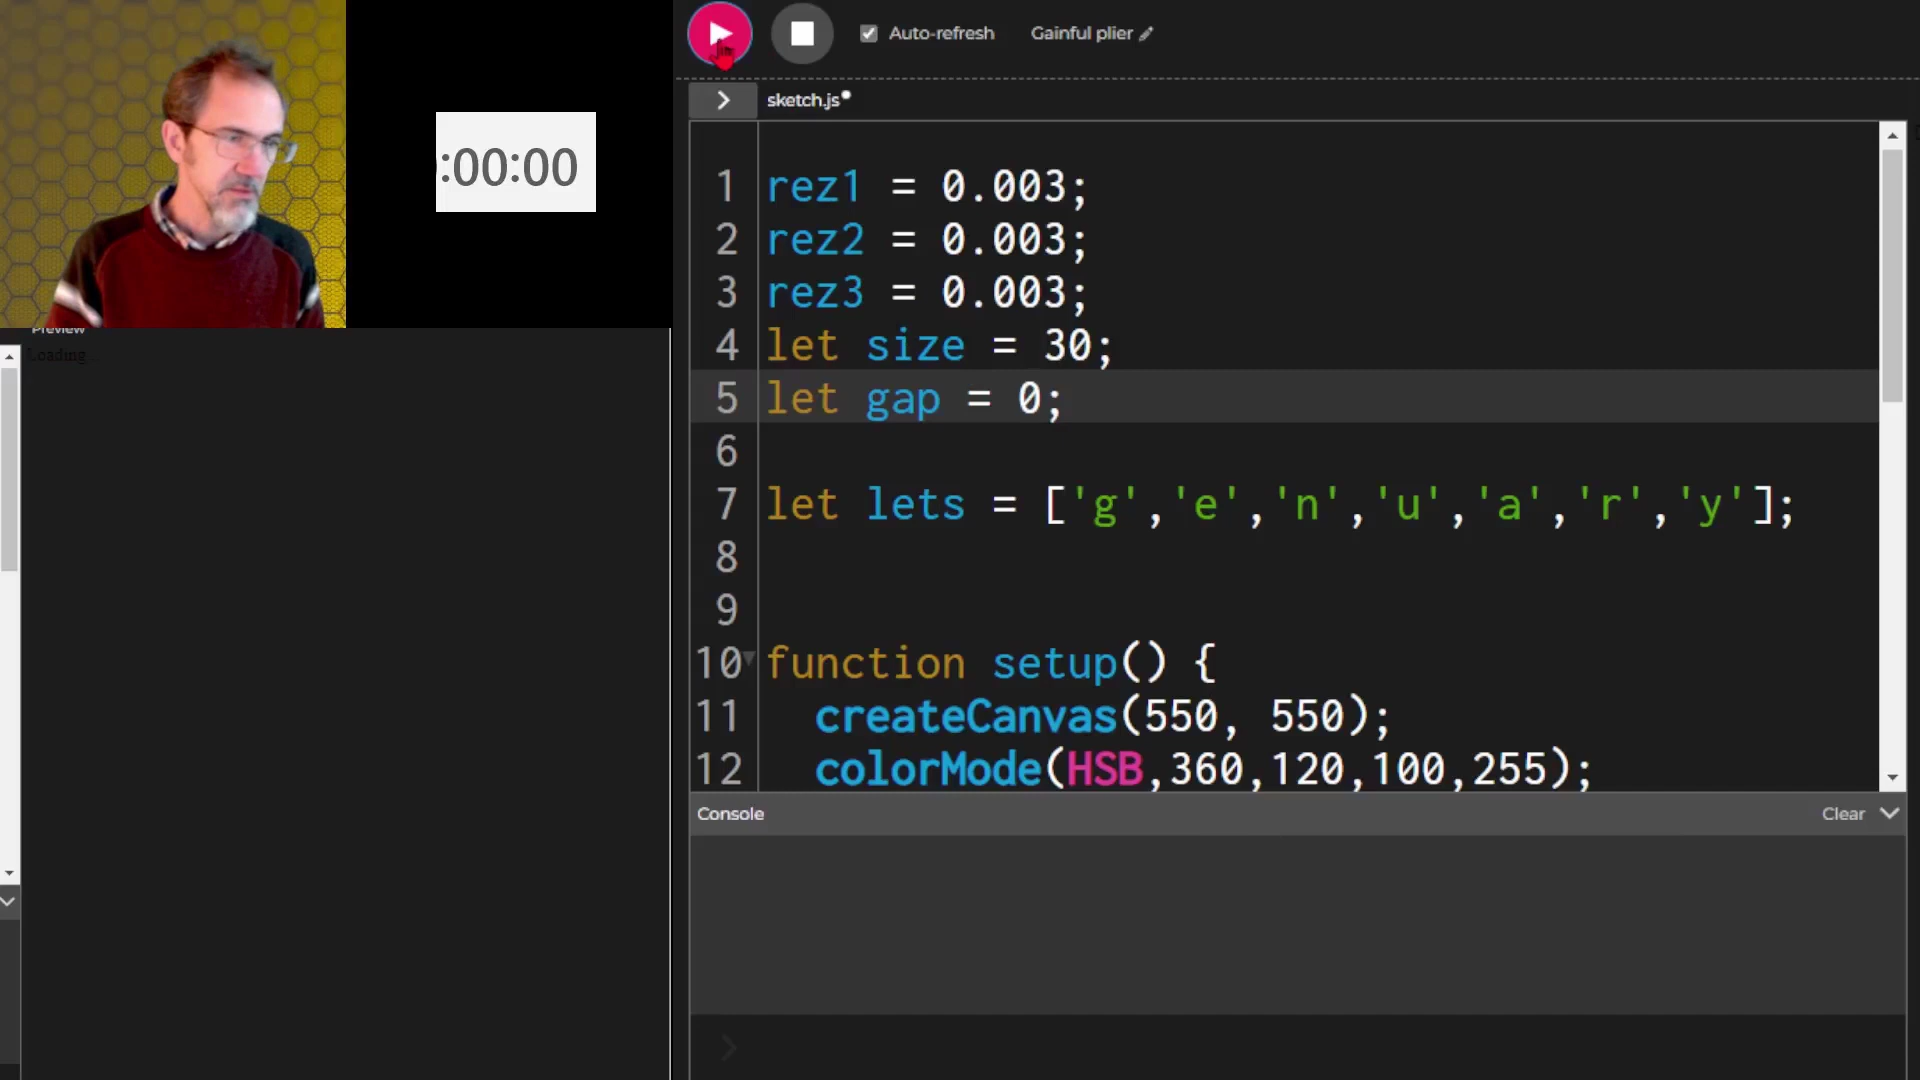 :00:00
Preview
Loading
Auto-refresh
Gainful plier
sketch.js
1 rez1 = 0.003;
2 rez2 = 0.003;
3 rez3 = 0.003;
4 let size = 30;
5 let gap = 0;
6
7 let lets = ['g','e','n','u','a','r','y'];
8
9
10 function setup() {
11 createCanvas(550, 550);
12 colorMode(HSB,360,120,100,255);
Console
Clear